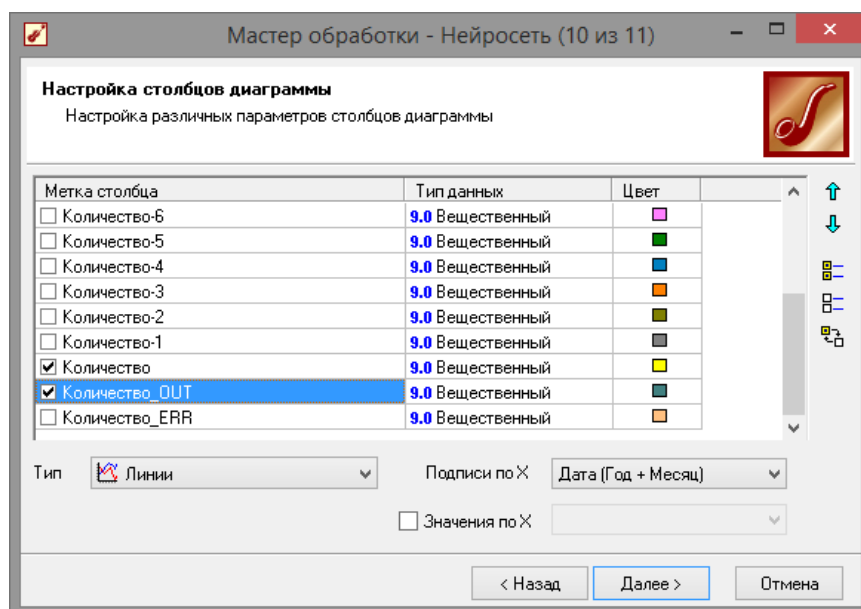 Мастер обработки - Нейросеть (10 из 11)
Настройка столбцов диаграммы
Настройка различных параметров столбцов диаграммы
Метка столбца Тип данных Цвет
Количество-6 9.0 Вещественный
Количество-5 9.0 Вещественный
Количество-4 9.0 Вещественный
Количество-3 9.0 Вещественный
Количество-2 9.0 Вещественный
Количество-1 9.0 Вещественный
Количество 9.0 Вещественный
Количество_OUT 9.0 Вещественный
Количество_ERR 9.0 Вещественный
Тип Линии Подписи по X Дата (Год + Месяц)
Значения по X
< Назад Далее > Отмена